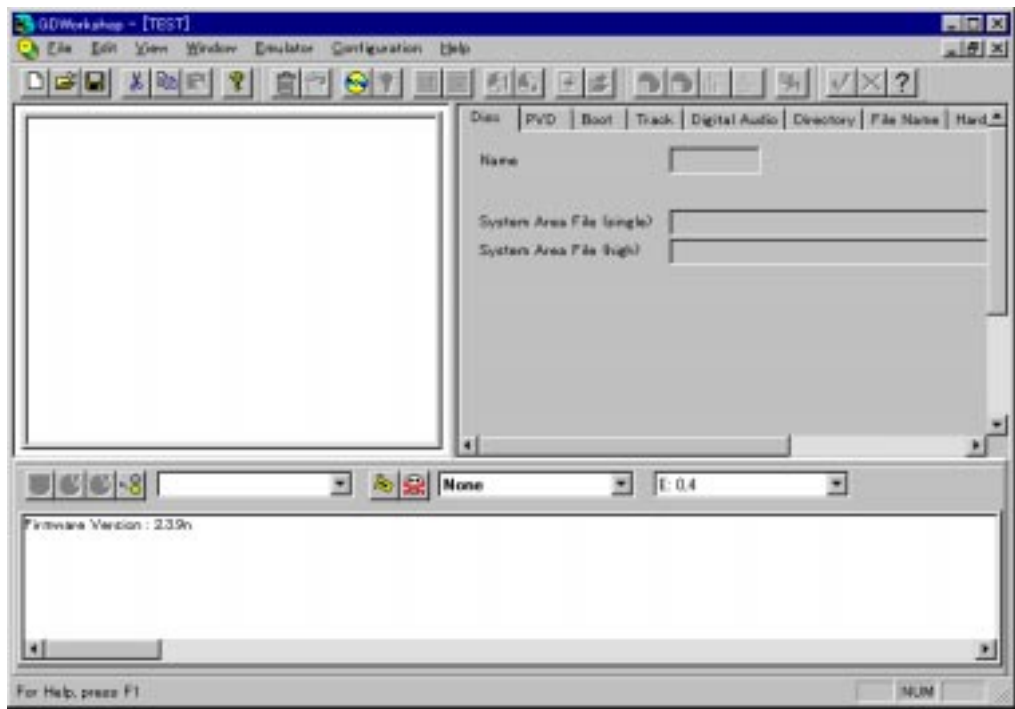 GDWorkshop - [TEST]
File Edit View Window Emulator Configuration Help
Disc PVD Boot Track Digital Audio Directory File Name Hard
Name
System Area File (single)
System Area File (high)
None E: 0,4
Firmware Version : 2.3.9n
For Help, press F1 NUM